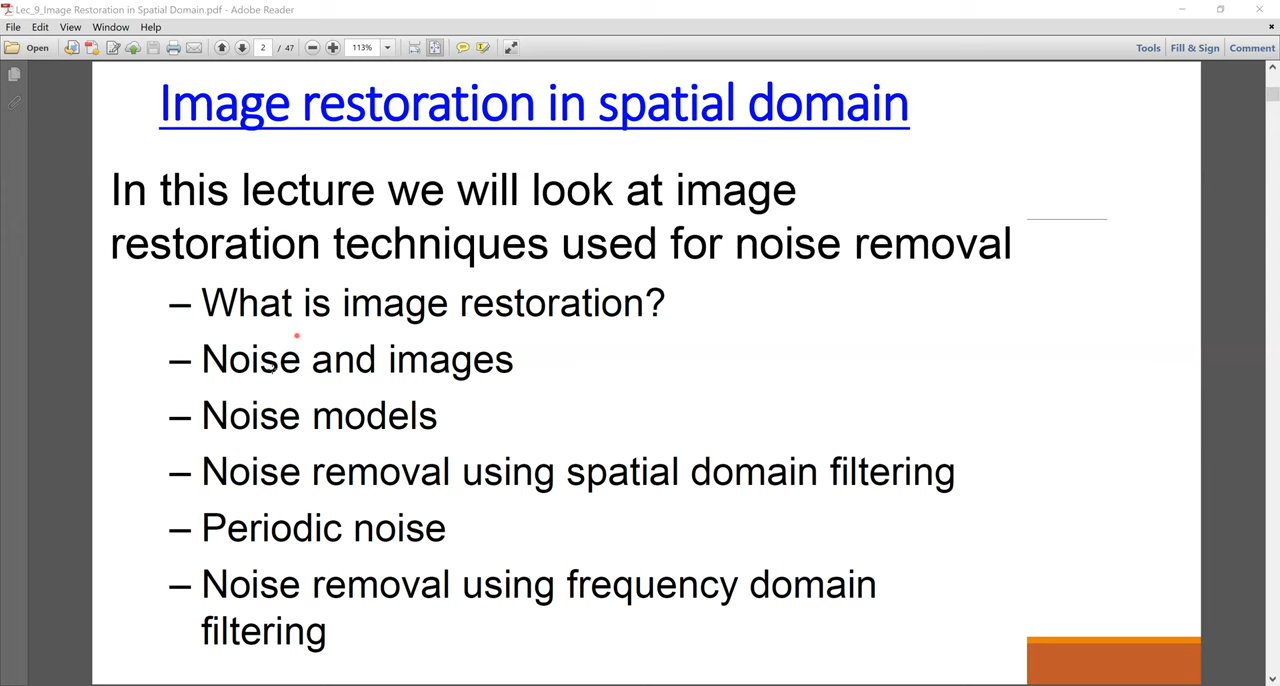 Lec_9_Image Restoration in Spatial Domain.pdf - Adobe Reader
File Edit View Window Help
Open 2 / 47 113% Tools Fill & Sign Comment
Image restoration in spatial domain
In this lecture we will look at image
restoration techniques used for noise removal
– What is image restoration?
– Noise and images
– Noise models
– Noise removal using spatial domain filtering
– Periodic noise
– Noise removal using frequency domain
filtering